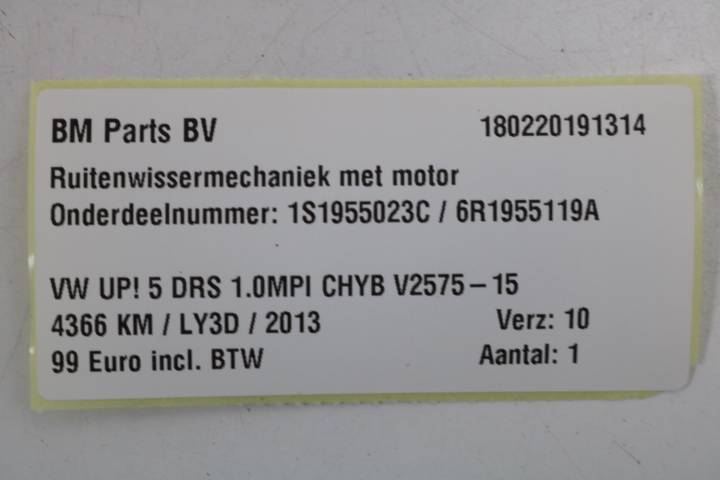 BM Parts BV 180220191314
Ruitenwissermechaniek met motor
Onderdeelnummer: 1S1955023C / 6R1955119A
VW UP! 5 DRS 1.0MPI CHYB V2575-15
4366 KM / LY3D / 2013 Verz: 10
99 Euro incl. BTW Aantal: 1